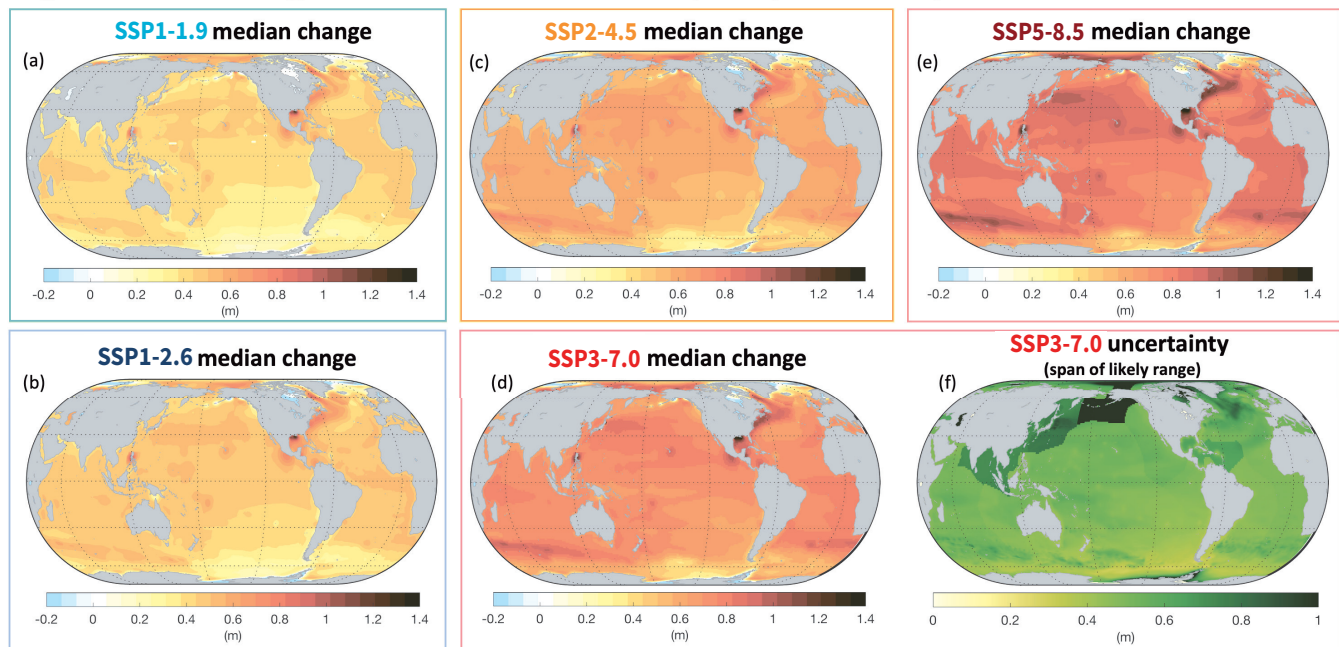 SSP1-1.9 median change
(a)
-0.2 0 0.2 0.4 0.6 0.8 1 1.2 1.4
(m)
SSP2-4.5 median change
(c)
-0.2 0 0.2 0.4 0.6 0.8 1 1.2 1.4
(m)
SSP5-8.5 median change
(e)
-0.2 0 0.2 0.4 0.6 0.8 1 1.2 1.4
(m)
SSP1-2.6 median change
(b)
-0.2 0 0.2 0.4 0.6 0.8 1 1.2 1.4
(m)
SSP3-7.0 median change
(d)
-0.2 0 0.2 0.4 0.6 0.8 1 1.2 1.4
(m)
SSP3-7.0 uncertainty
(span of likely range)
(f)
0 0.2 0.4 0.6 0.8 1
(m)